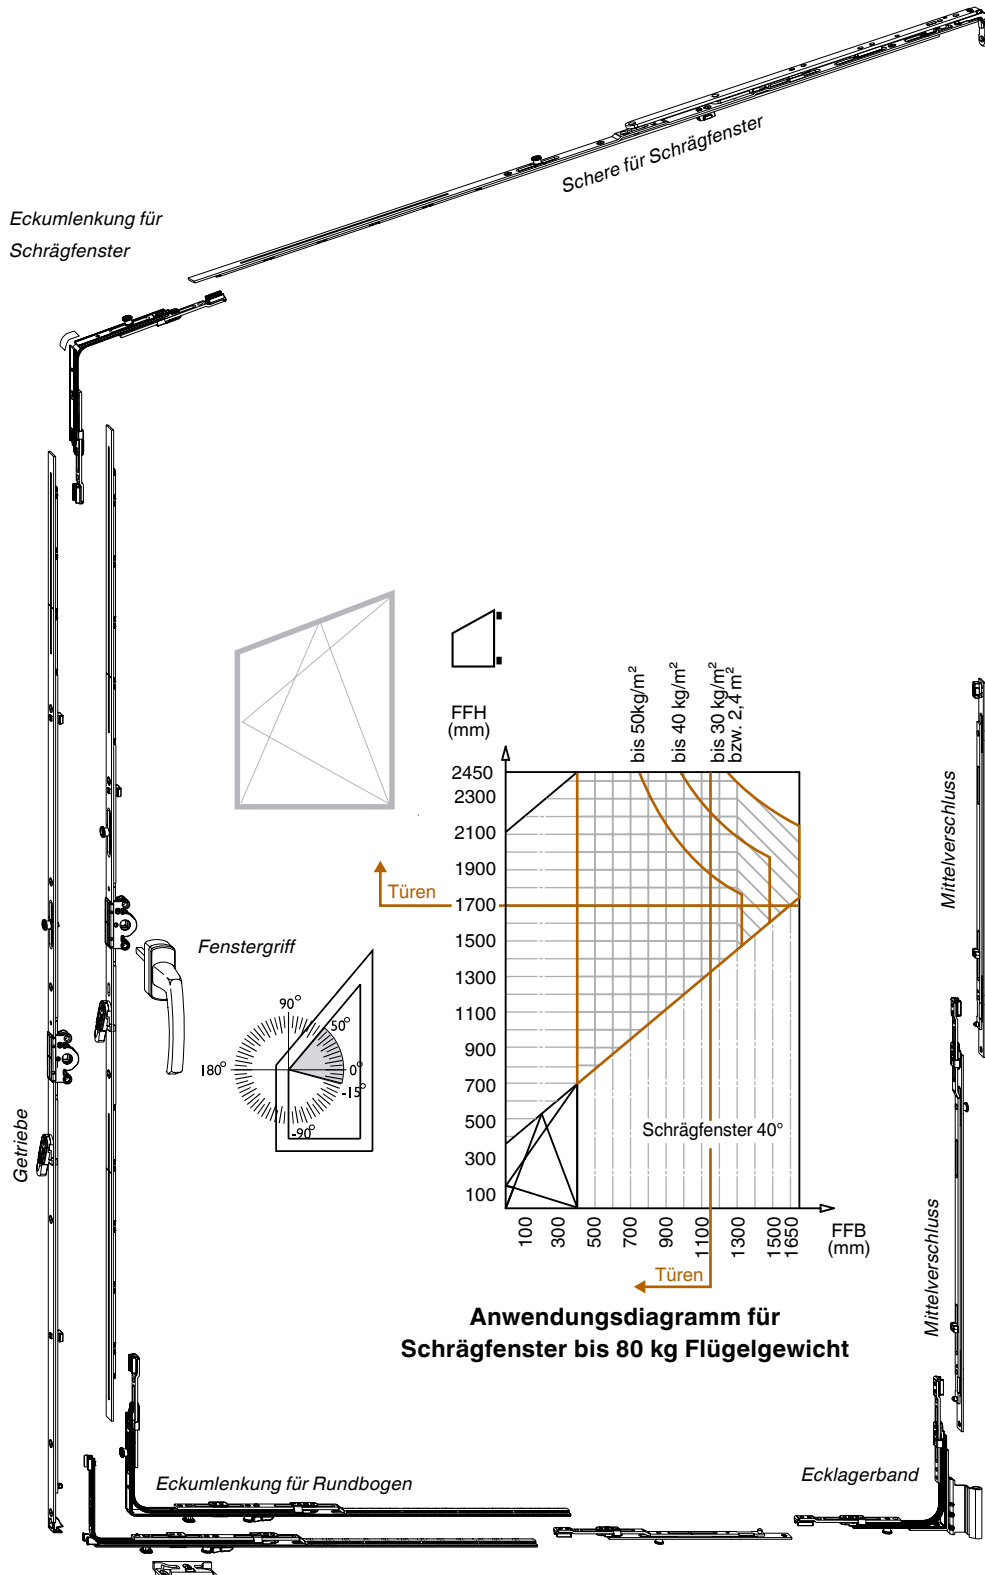 Schere für Schrägfenster
Eckumlenkung für
Schrägfenster
bis 50kg/m²
bis 40 kg/m²
bis 30 kg/m²
bzw. 2,4 m²
FFH
(mm)
2450
2300
2100
1900
1700
1500
1300
1100
900
700
500
300
100
Türen
Mittelverschluss
Fenstergriff
90°
50°
180°
0°
-15°
-90°
Getriebe
Schrägfenster 40°
100
300
500
700
900
1100
1300
1500
1650
FFB
(mm)
Türen
Mittelverschluss
Anwendungsdiagramm für
Schrägfenster bis 80 kg Flügelgewicht
Eckumlenkung für Rundbogen
Ecklagerband